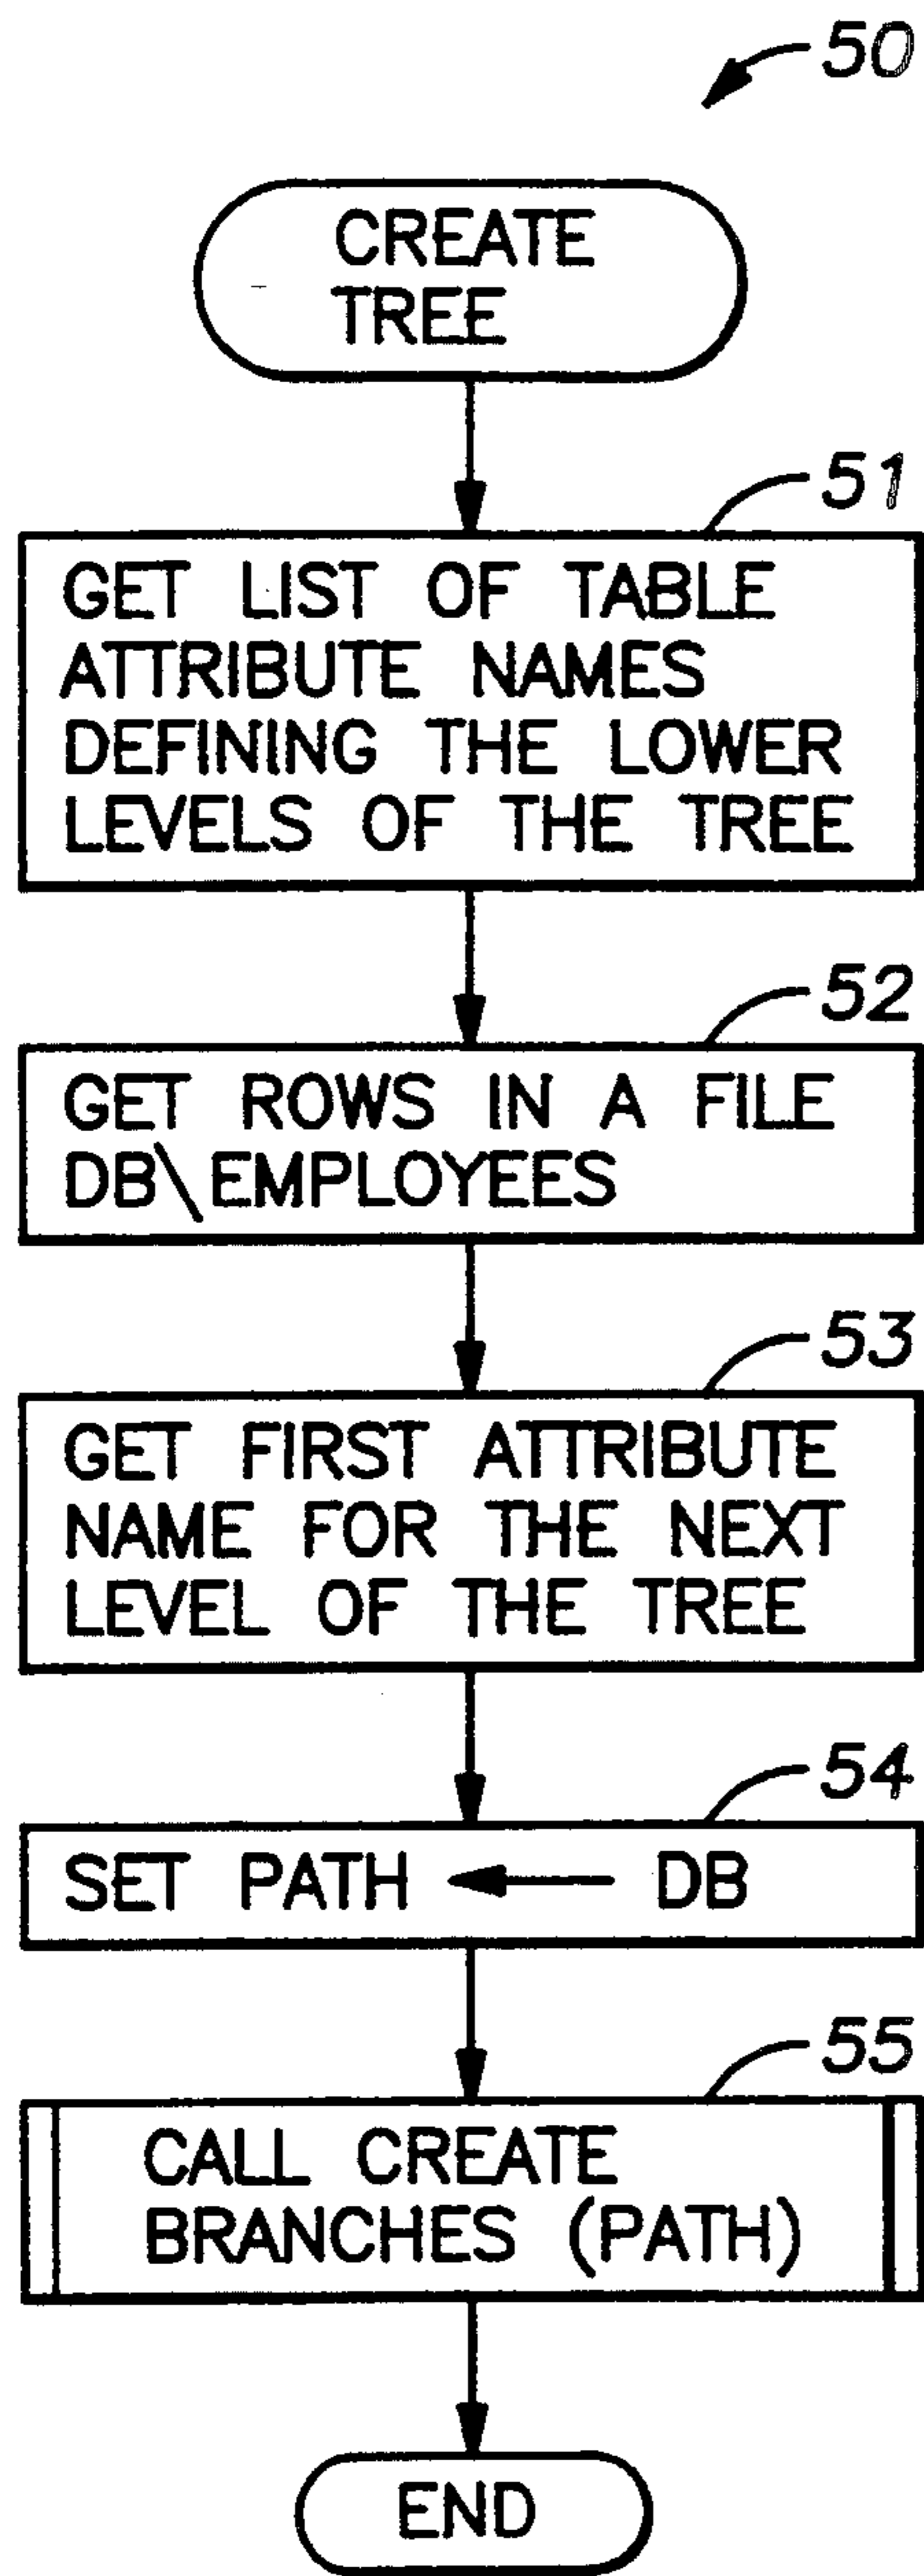 50
CREATE
TREE
51
GET LIST OF TABLE
ATTRIBUTE NAMES
DEFINING THE LOWER
LEVELS OF THE TREE
52
GET ROWS IN A FILE
DB\EMPLOYEES
53
GET FIRST ATTRIBUTE
NAME FOR THE NEXT
LEVEL OF THE TREE
54
SET PATH ← DB
55
CALL CREATE
BRANCHES (PATH)
END